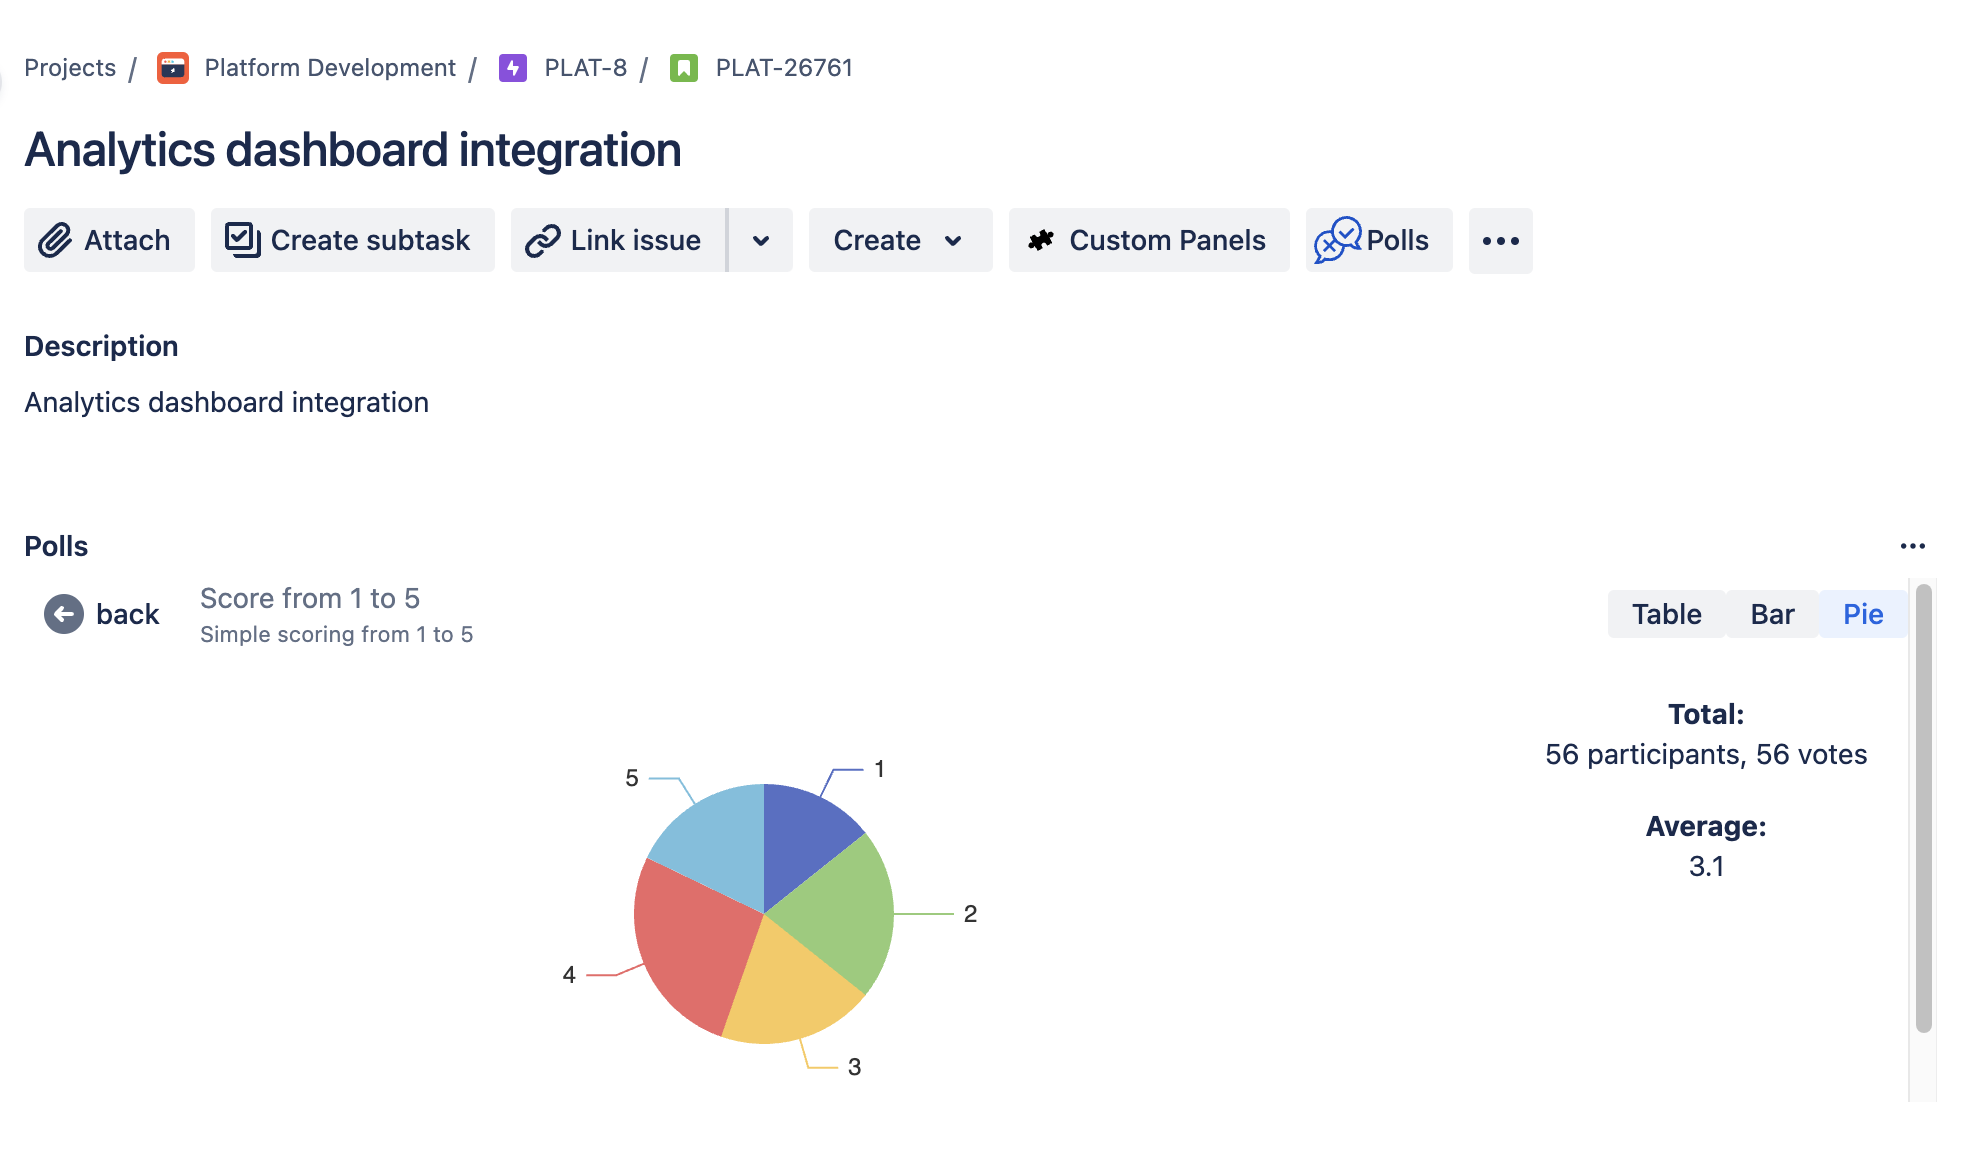 Projects / Platform Development / PLAT-8 / PLAT-26761
Analytics dashboard integration
Attach Create subtask Link issue Create Custom Panels Polls
Description
Analytics dashboard integration
Polls
back
Score from 1 to 5
Simple scoring from 1 to 5
Table Bar Pie
Total:
56 participants, 56 votes
Average:
3.1
1
5
2
4
3